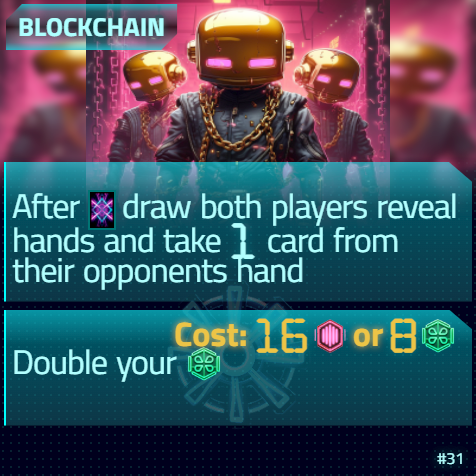 BLOCKCHAIN
After draw both players reveal
hands and take 1 card from
their opponents hand
Cost: 16 or 8
Double your
#31